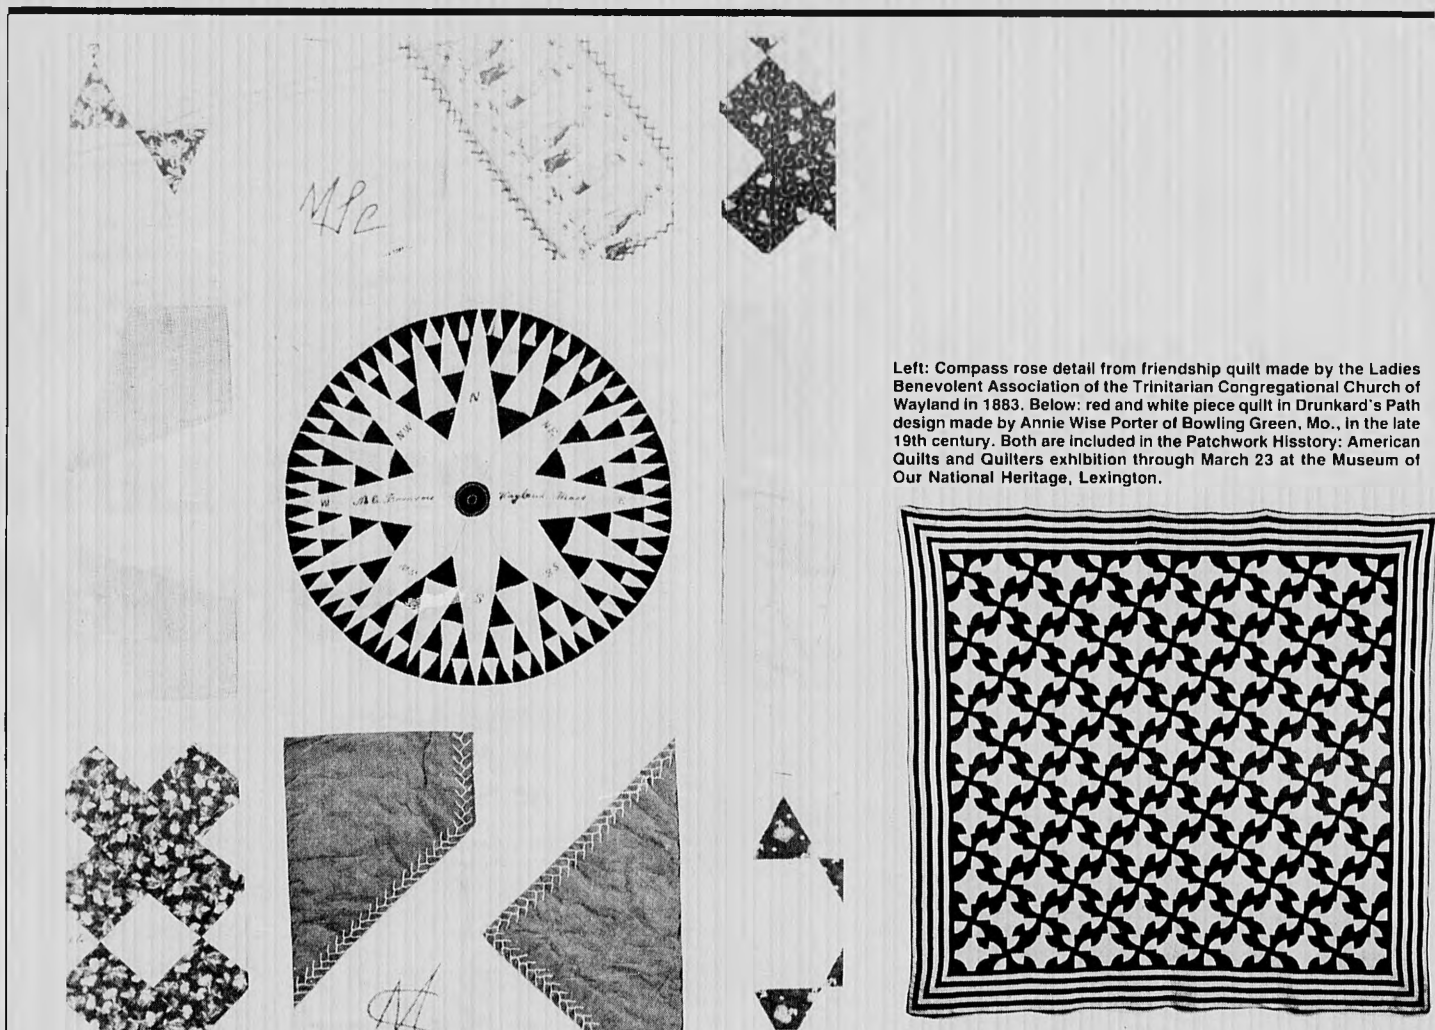 MPC
N
NW
NE
W
Wayland Mass
S
M
Left: Compass rose detail from friendship quilt made by the Ladies
Benevolent Association of the Trinitarian Congregational Church of
Wayland in 1883. Below: red and white piece quilt in Drunkard's Path
design made by Annie Wise Porter of Bowling Green, Mo., in the late
19th century. Both are included in the Patchwork Hisstory: American
Quilts and Quilters exhibition through March 23 at the Museum of
Our National Heritage, Lexington.